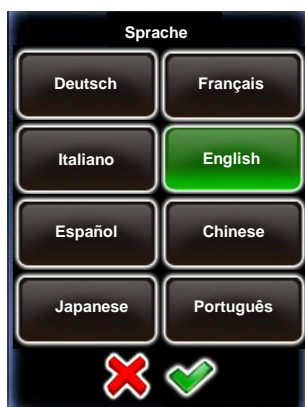 Sprache
Deutsch Français
Italiano English
Español Chinese
Japanese Português